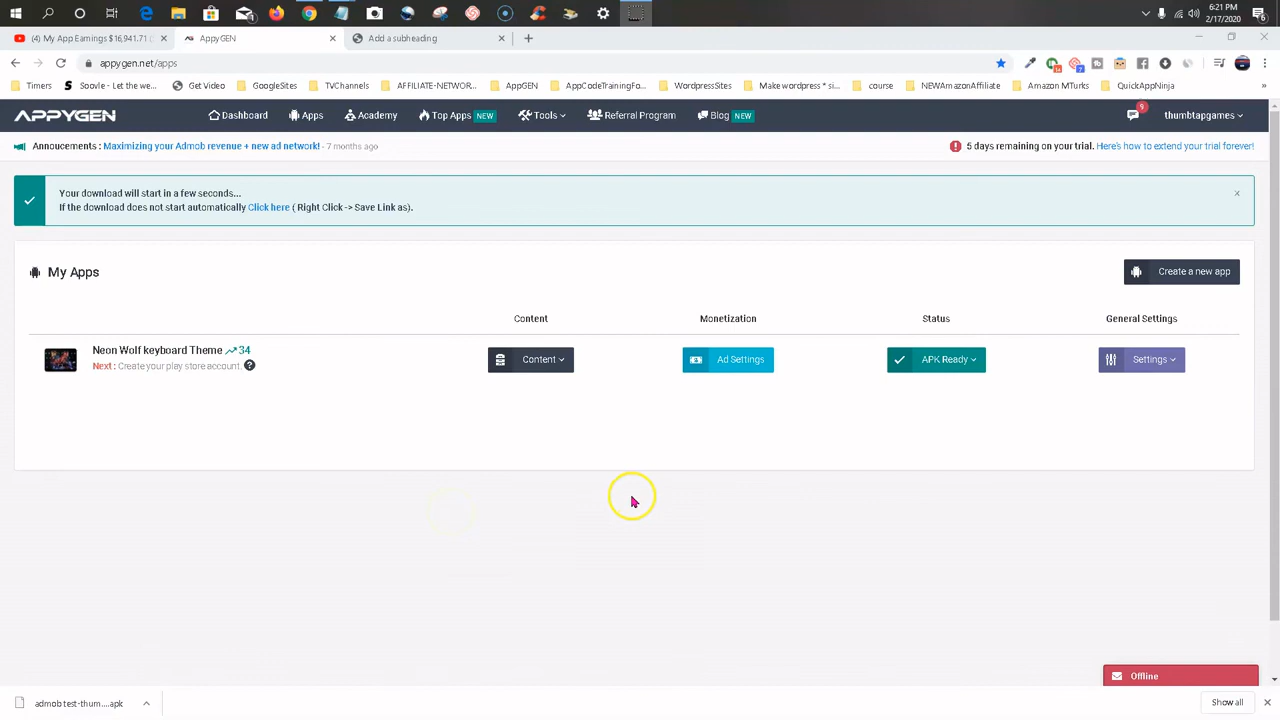 6:21 PM
2/17/2020
6
(4) My App Earnings $16,941.71 (
AppyGEN
Add a subheading
appygen.net/apps
Timers
Soovle - Let the we...
Get Video
GoogleSites
TVChannels
AFFILIATE-NETWOR...
AppGEN
AppCodeTrainingFo...
WordpressSites
Make wordpress * si...
course
NEWAmazonAffiliate
Amazon MTurks
QuickAppNinja
»
APPYGEN
Dashboard
Apps
Academy
Top Apps NEW
Tools
Referral Program
Blog NEW
9
thumbtapgames
Annoucements: Maximizing your Admob revenue + new ad network! - 7 months ago
5 days remaining on your trial. Here's how to extend your trial forever!
Your download will start in a few seconds...
If the download does not start automatically Click here ( Right Click -> Save Link as).
My Apps
Create a new app
Content
Monetization
Status
General Settings
Neon Wolf keyboard Theme 34
Next : Create your play store account.
Content
Ad Settings
APK Ready
Settings
Offline
admob test-thum....apk
Show all